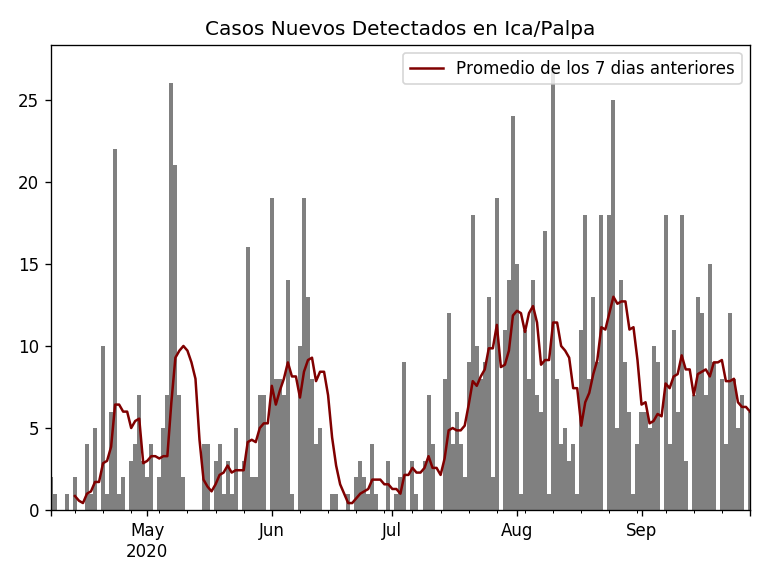 Casos Nuevos Detectados en Ica/Palpa
Promedio de los 7 dias anteriores
25
20
15
10
5
0
May Jun Jul Aug Sep
2020